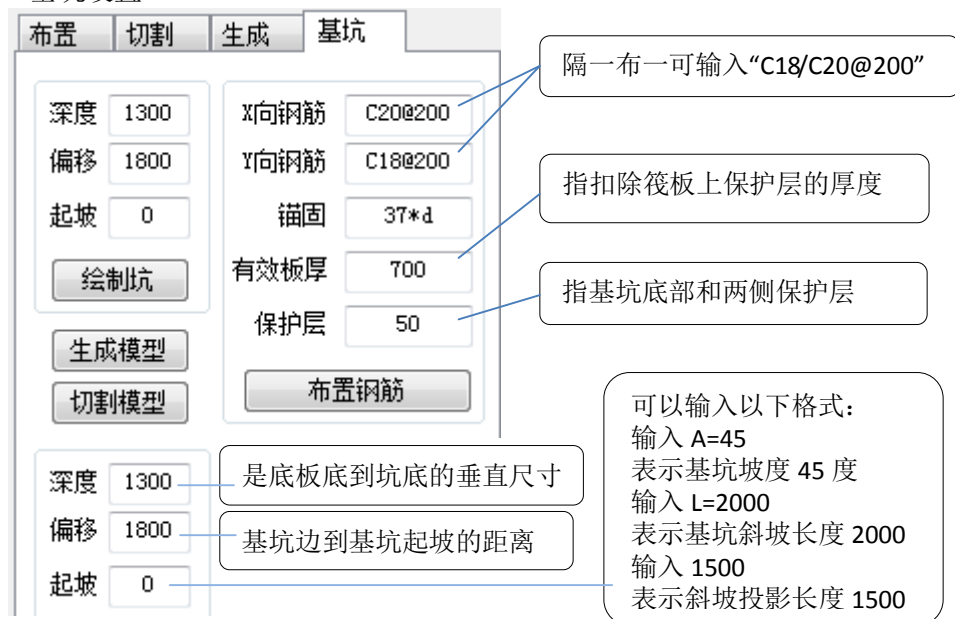 布置 切割 生成 基坑
深度 1300
偏移 1800
起坡 0
绘制坑
生成模型
切割模型
X向钢筋 C20@200
Y向钢筋 C18@200
锚固 37*d
有效板厚 700
保护层 50
布置钢筋
隔一布一可输入“C18/C20@200”
指扣除筏板上保护层的厚度
指基坑底部和两侧保护层
深度 1300
是底板底到坑底的垂直尺寸
偏移 1800
基坑边到基坑起坡的距离
起坡 0
可以输入以下格式：
输入 A=45
表示基坑坡度 45 度
输入 L=2000
表示基坑斜坡长度 2000
输入 1500
表示斜坡投影长度 1500